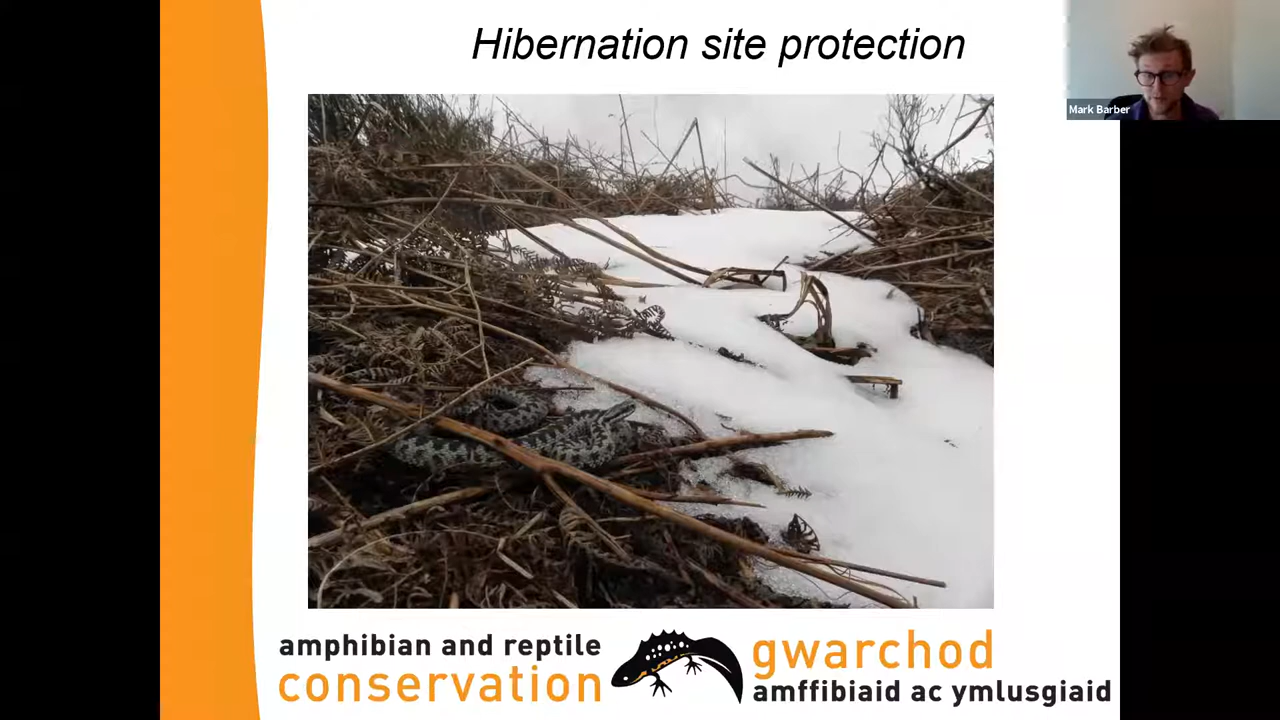 Hibernation site protection
Mark Barber
amphibian and reptile
conservation
gwarchod
amffibiaid ac ymlusgiaid